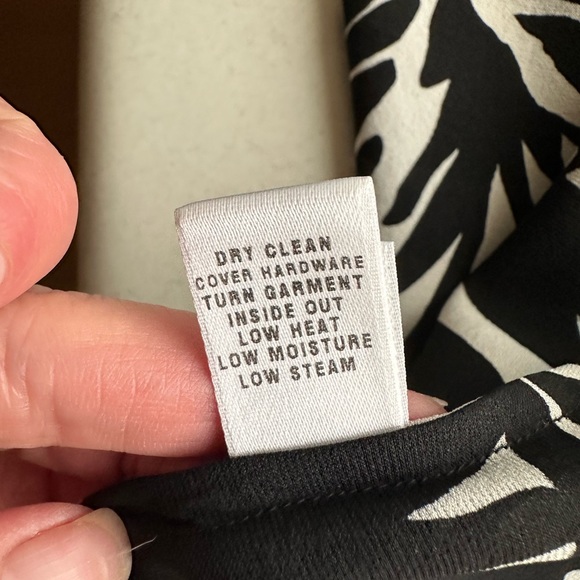 DRY CLEAN
COVER HARDWARE
TURN GARMENT
INSIDE OUT
LOW HEAT
LOW MOISTURE
LOW STEAM